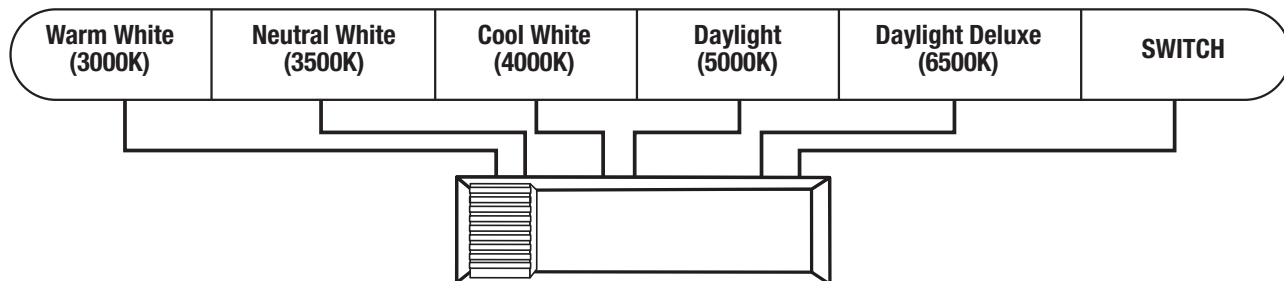 Warm White
(3000K)
Neutral White
(3500K)
Cool White
(4000K)
Daylight
(5000K)
Daylight Deluxe
(6500K)
SWITCH